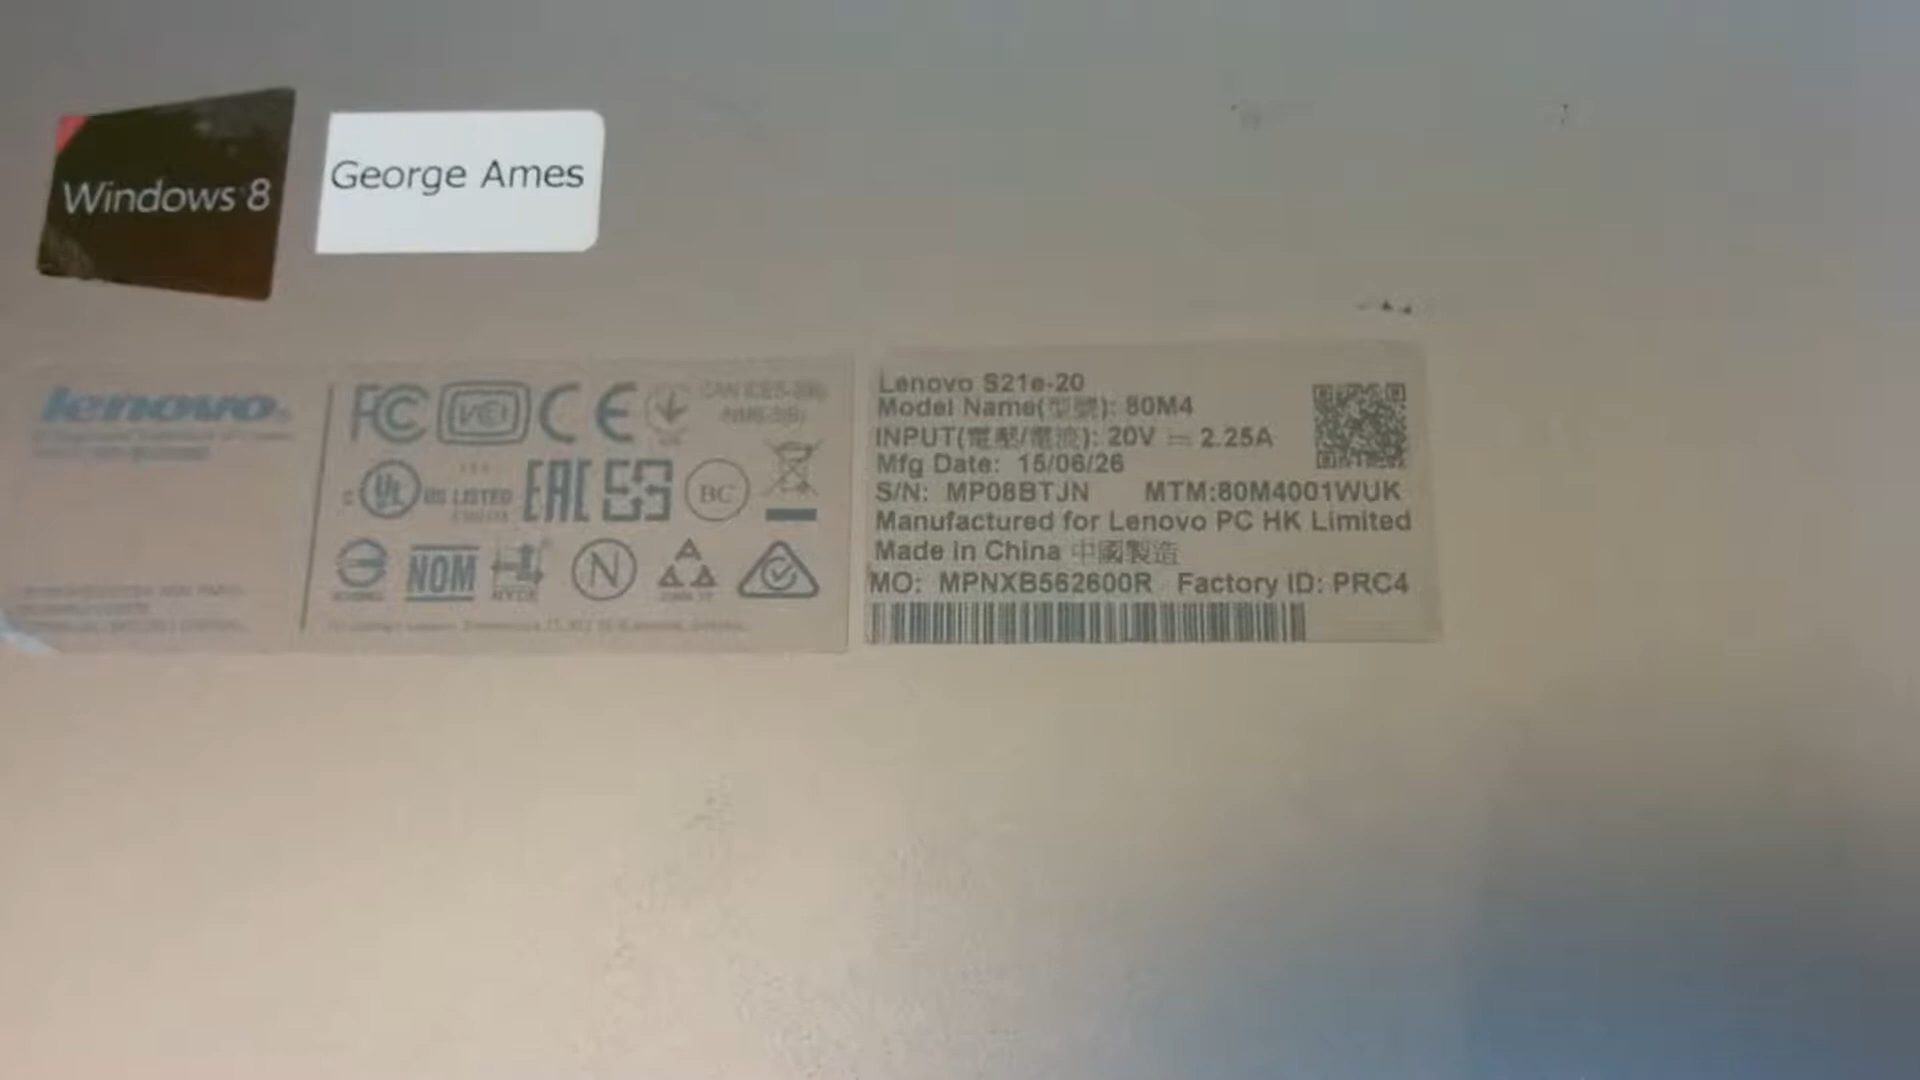 Windows 8
George Ames
lenovo
FC CE
UL LISTED
EAC
BC
NOM
NYCE
N
Lenovo S21e-20
Model Name(型號): 80M4
INPUT(電壓/電流): 20V ⎓ 2.25A
Mfg Date: 15/06/26
S/N: MP08BTJN MTM:80M4001WUK
Manufactured for Lenovo PC HK Limited
Made in China 中國製造
MO: MPNXB562600R Factory ID: PRC4